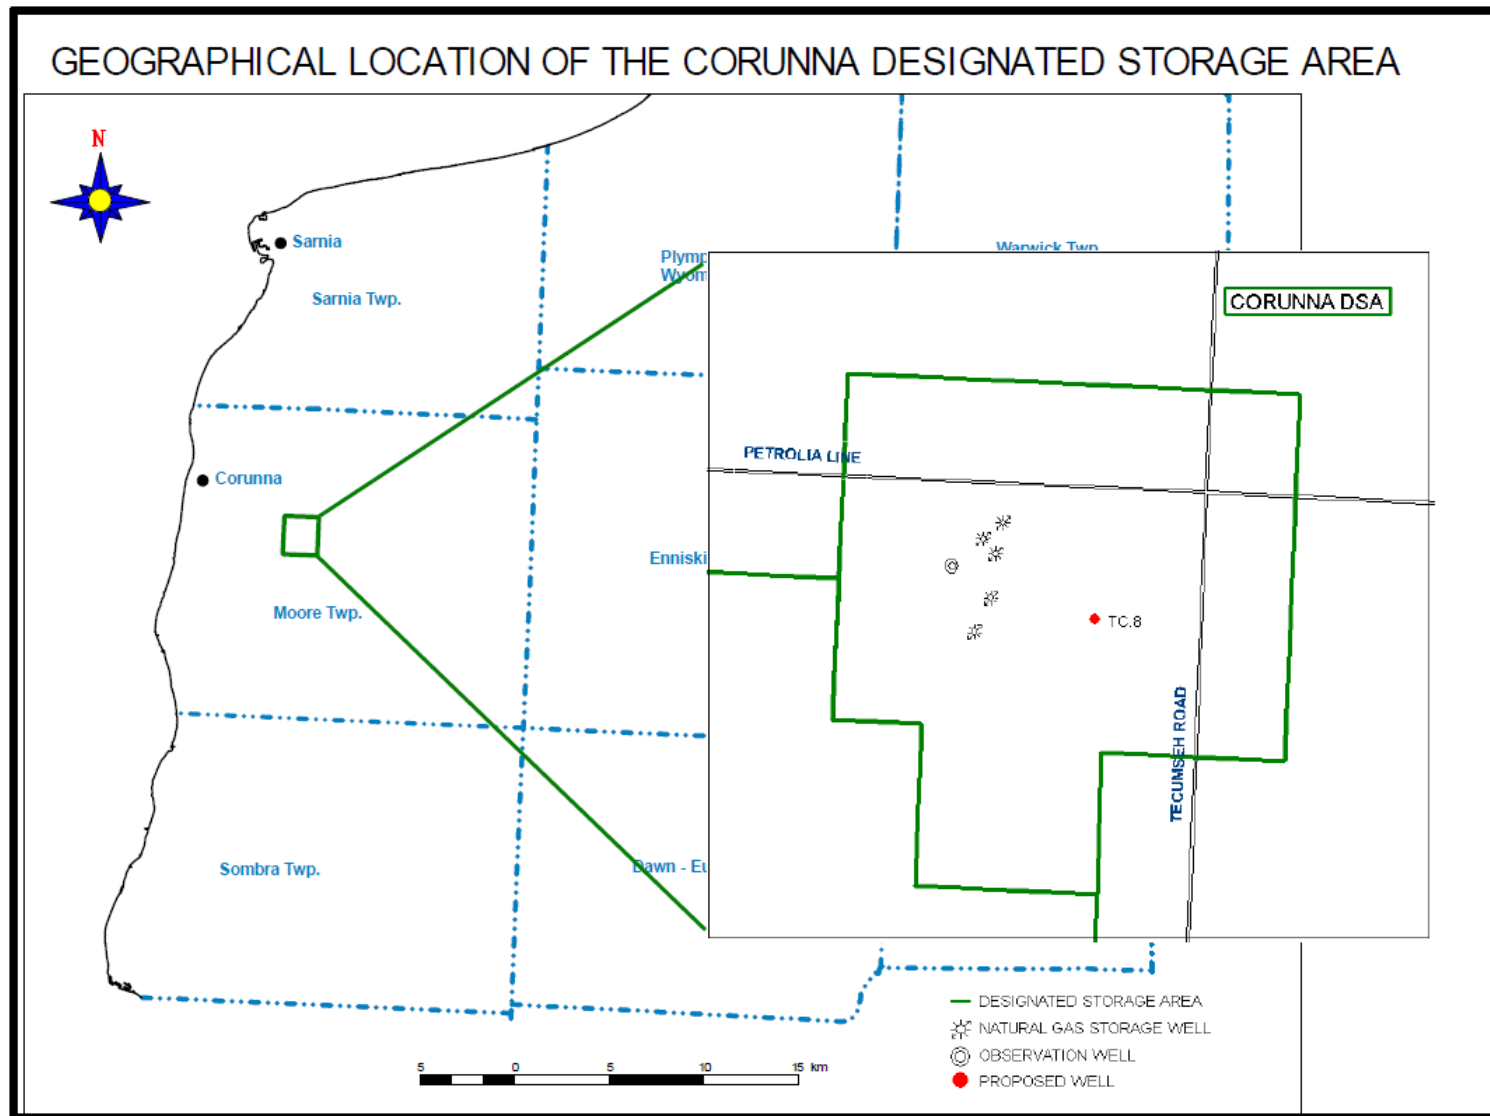 GEOGRAPHICAL LOCATION OF THE CORUNNA DESIGNATED STORAGE AREA
N
Sarnia
Sarnia Twp.
Plymp
Wyom
Warwick Twp
CORUNNA DSA
PETROLIA LINE
Corunna
Enniski
Moore Twp.
TC.8
TECUMSEH ROAD
Sombra Twp.
Dawn - Eu
DESIGNATED STORAGE AREA
NATURAL GAS STORAGE WELL
OBSERVATION WELL
PROPOSED WELL
5 0 5 10 15 km